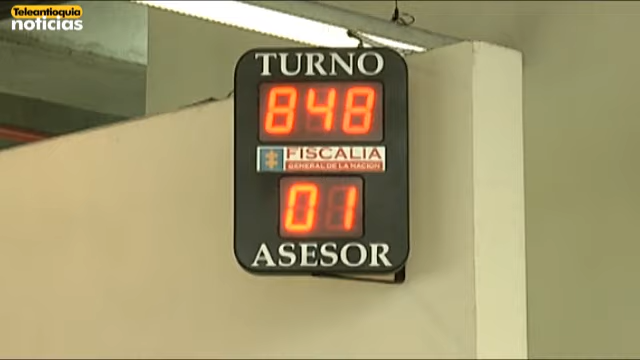 Teleantioquia
noticias
TURNO
848
FISCALIA
GENERAL DE LA NACION
01
ASESOR